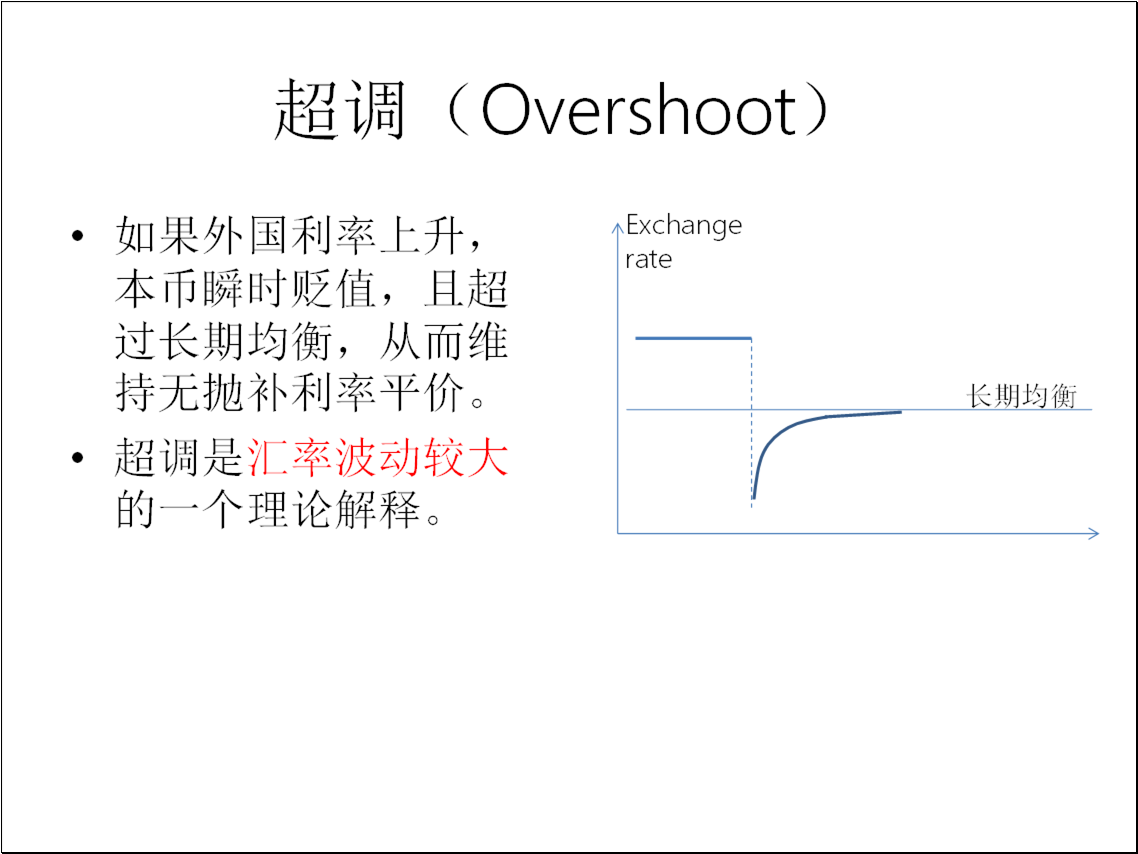 超调（Overshoot）
• 如果外国利率上升，
本币瞬时贬值，且超
过长期均衡，从而维
持无抛补利率平价。
• 超调是汇率波动较大
的一个理论解释。
Exchange
rate
长期均衡